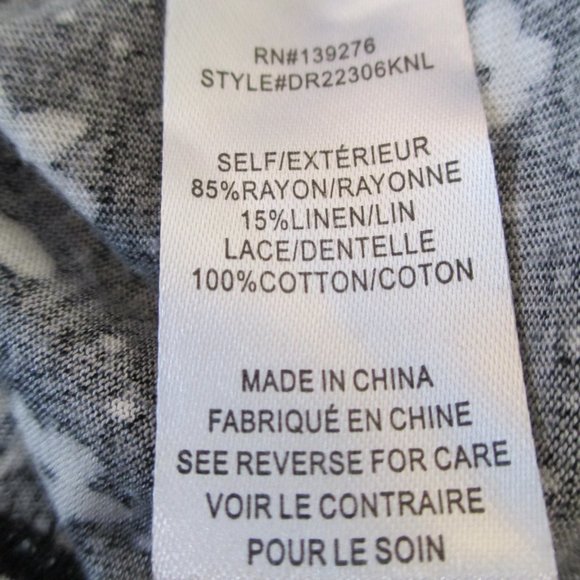 RN#139276
STYLE#DR22306KNL
SELF/EXTÉRIEUR
85%RAYON/RAYONNE
15%LINEN/LIN
LACE/DENTELLE
100%COTTON/COTON
MADE IN CHINA
FABRIQUÉ EN CHINE
SEE REVERSE FOR CARE
VOIR LE CONTRAIRE
POUR LE SOIN